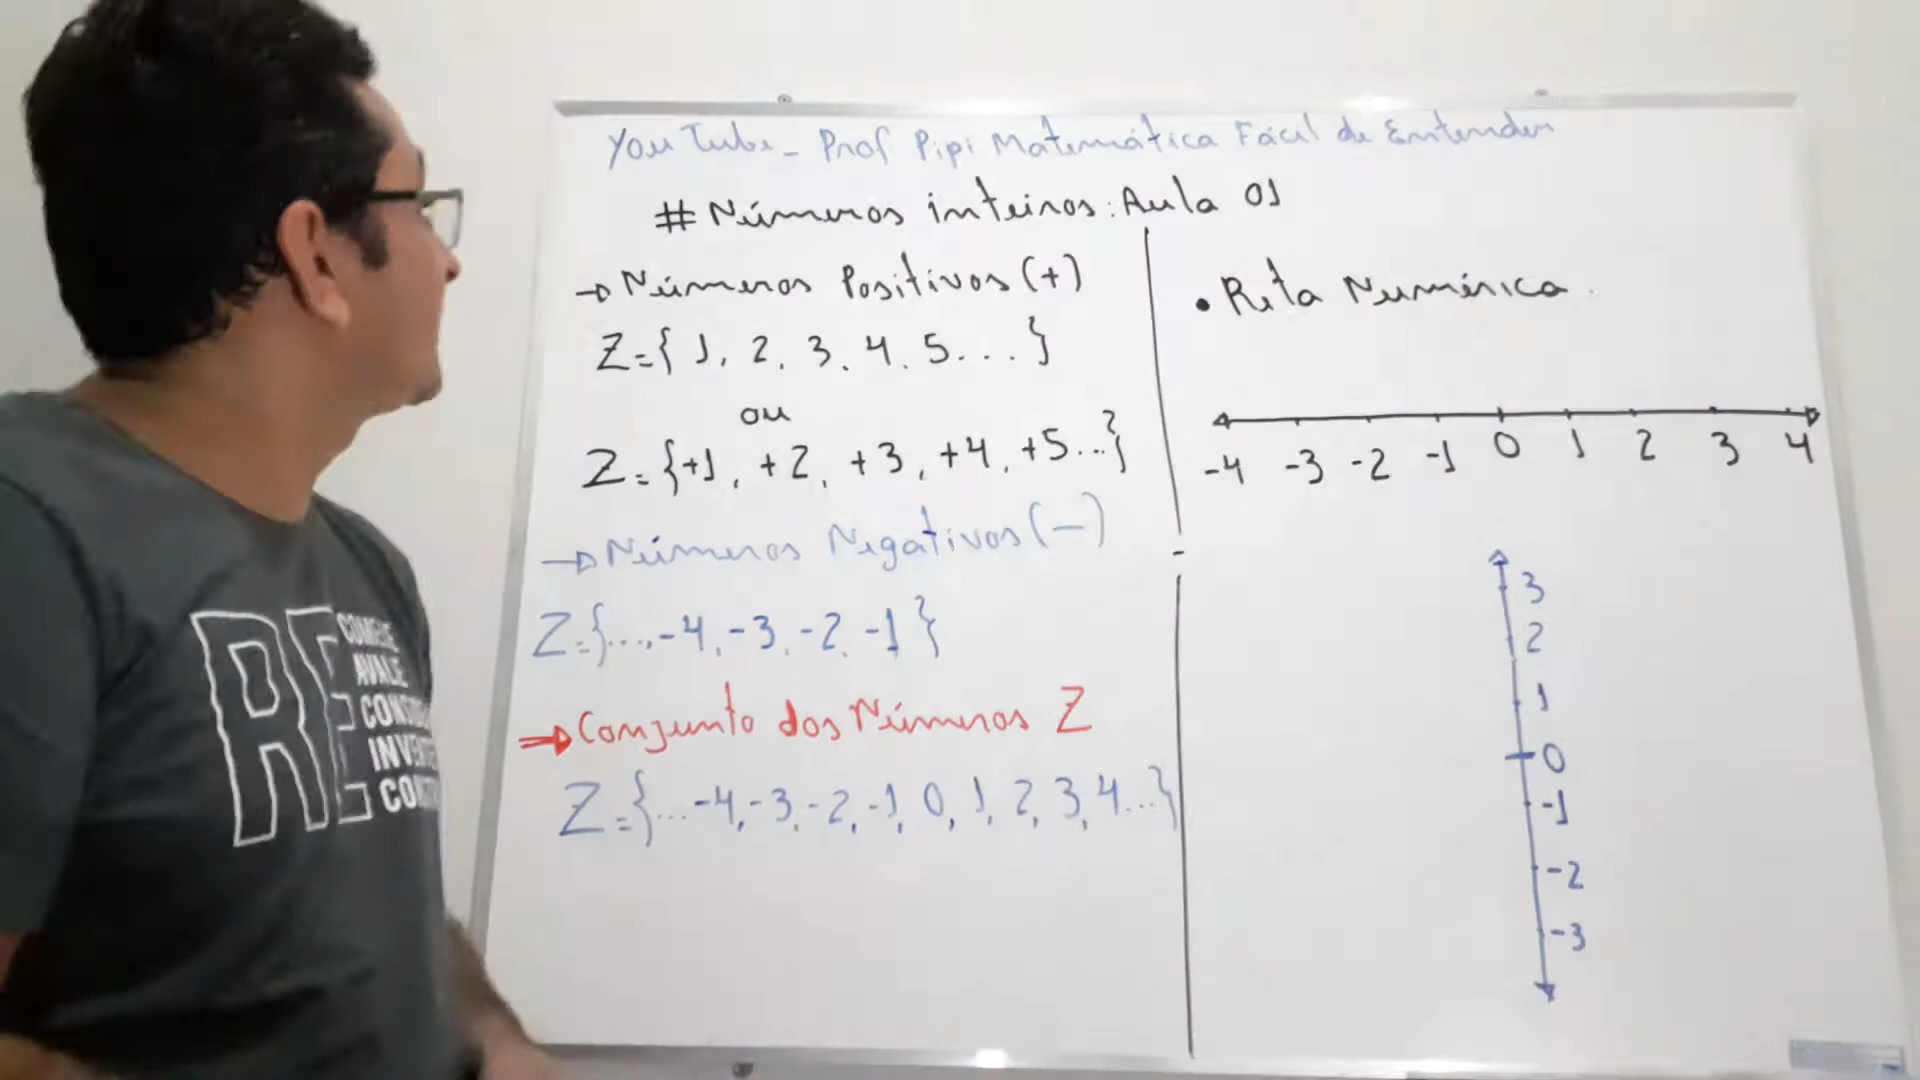 YouTube - Prof Pipi Matemática Fácil de Entender
# Números inteiros: Aula 01
→ Números Positivos (+)
Z = { 1, 2, 3, 4, 5... }
ou
Z = {+1, +2, +3, +4, +5...}
→ Números Negativos (-)
Z = {..., -4, -3, -2, -1 }
⇒ Conjunto dos Números Z
Z = {... -4, -3, -2, -1, 0, 1, 2, 3, 4...}
• Reta Numérica.
-4 -3 -2 -1 0 1 2 3 4
3
2
1
0
-1
-2
-3
RE
AVALIE